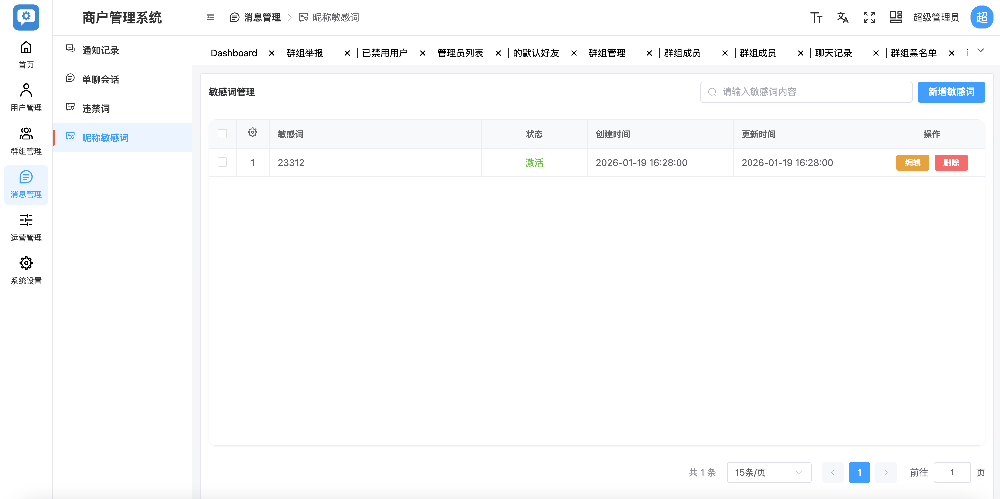 商户管理系统
消息管理 昵称敏感词
超级管理员 超
首页
用户管理
群组管理
消息管理
运营管理
系统设置
通知记录
单聊会话
违禁词
昵称敏感词
Dashboard 群组举报 已禁用用户 管理员列表 的默认好友 群组管理 群组成员 群组成员 聊天记录 群组黑名单
敏感词管理
请输入敏感词内容
新增敏感词
敏感词 状态 创建时间 更新时间 操作
1 23312 激活 2026-01-19 16:28:00 2026-01-19 16:28:00 编辑 删除
共 1 条 15条/页 1 前往 1 页